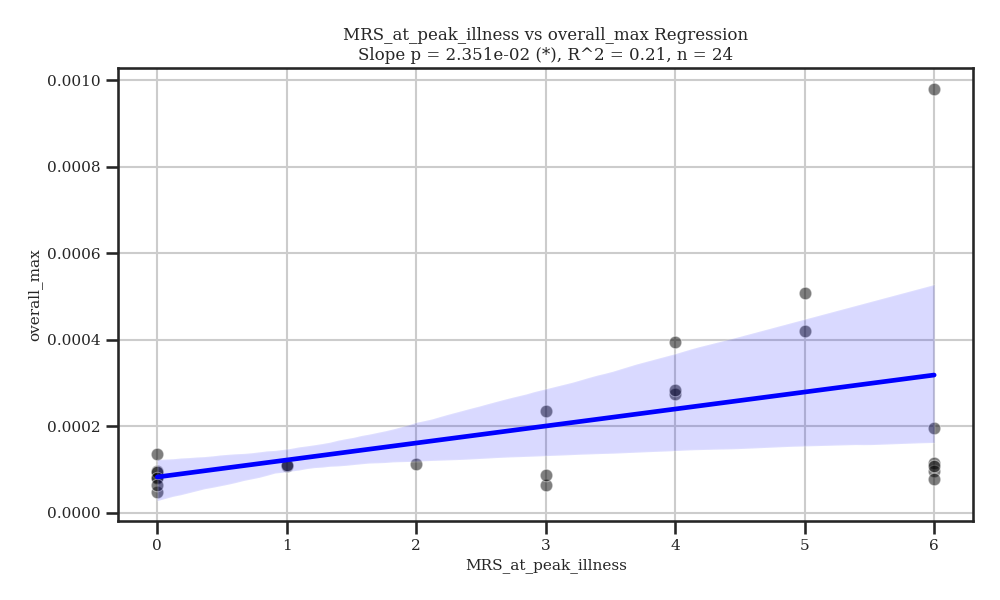 MRS_at_peak_illness vs overall_max Regression
Slope p = 2.351e-02 (*), R^2 = 0.21, n = 24
0.0010
0.0008
0.0006
0.0004
0.0002
0.0000
overall_max
0 1 2 3 4 5 6
MRS_at_peak_illness